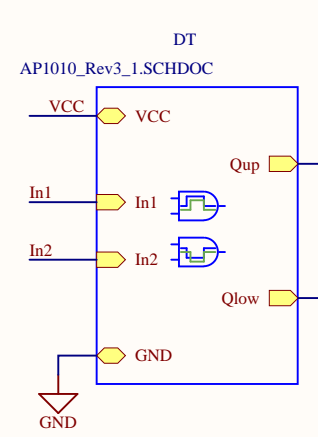 DT
AP1010_Rev3_1.SCHDOC
VCC
VCC
Qup
In1
In1
In2
In2
Qlow
GND
GND